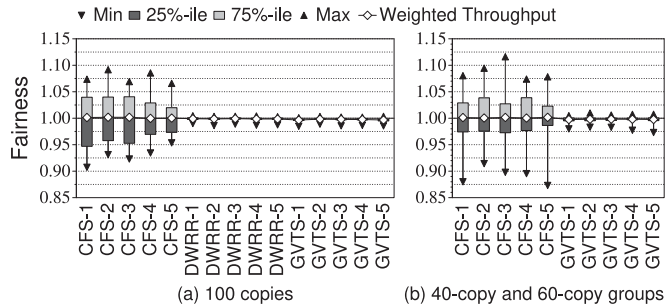 Min 25%-ile 75%-ile Max Weighted Throughput
Fairness
1.15 1.15
1.10 1.10
1.05 1.05
1.00 1.00
0.95 0.95
0.90 0.90
0.85 0.85
CFS-1 CFS-2 CFS-3 CFS-4 CFS-5 DWRR-1 DWRR-2 DWRR-3 DWRR-4 DWRR-5 GVTS-1 GVTS-2 GVTS-3 GVTS-4 GVTS-5
CFS-1 CFS-2 CFS-3 CFS-4 CFS-5 GVTS-1 GVTS-2 GVTS-3 GVTS-4 GVTS-5
(a) 100 copies
(b) 40-copy and 60-copy groups